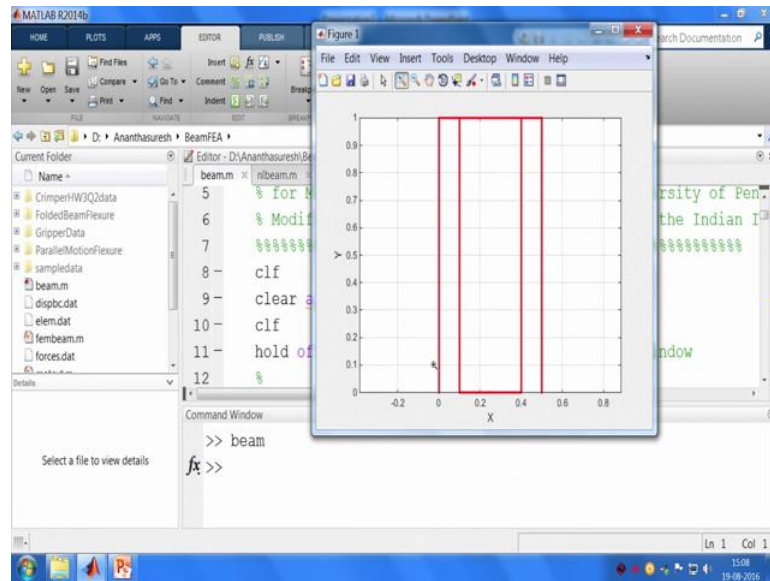 MATLAB R2014b
HOME PLOTS APPS EDITOR PUBLISH
Search Documentation
New Open Save Find Files Compare Print Go To Find Insert Comment Indent
FILE NAVIGATE EDIT
D: Ananthasuresh BeamFEA
Current Folder
Name
CrimperHW3Q2data
FoldedBeamFlexure
GripperData
ParallelMotionFlexure
sampledata
beam.m
dispbc.dat
elem.dat
fembeam.m
forces.dat
Details
Select a file to view details
Editor - D:\Ananthasuresh\Be
beam.m nlbeam.m
5 % for M
ersity of Pen
6 % Modif
the Indian I
7 %%%%%%
%%%%%%%%%%
8 - clf
9 - clear a
10 - clf
11 - hold of
ndow
12 %
Command Window
>> beam
fx >>
Figure 1
File Edit View Insert Tools Desktop Window Help
1
0.9
0.8
0.7
0.6
Y 0.5
0.4
0.3
0.2
0.1
0
-0.2 0 0.2 0.4 0.6 0.8
X
Ln 1 Col 1
15:08
19-08-2016